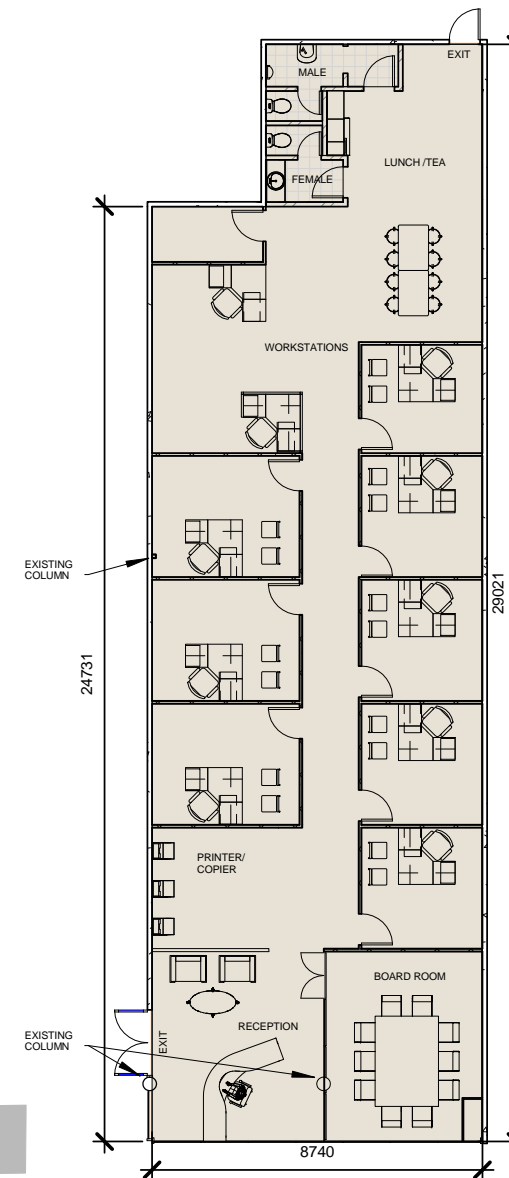 EXIT
MALE
LUNCH /TEA
FEMALE
WORKSTATIONS
EXISTING
COLUMN
29021
24731
PRINTER/
COPIER
BOARD ROOM
RECEPTION
EXIT
EXISTING
COLUMN
8740